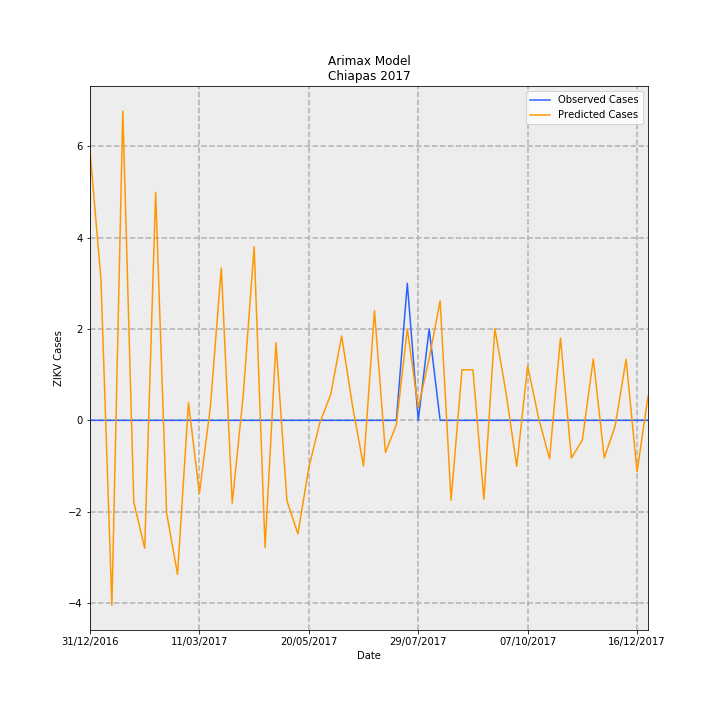 Arimax Model
Chiapas 2017
Observed Cases
Predicted Cases
ZIKV Cases
6
4
2
0
−2
−4
31/12/2016
11/03/2017
20/05/2017
29/07/2017
07/10/2017
16/12/2017
Date